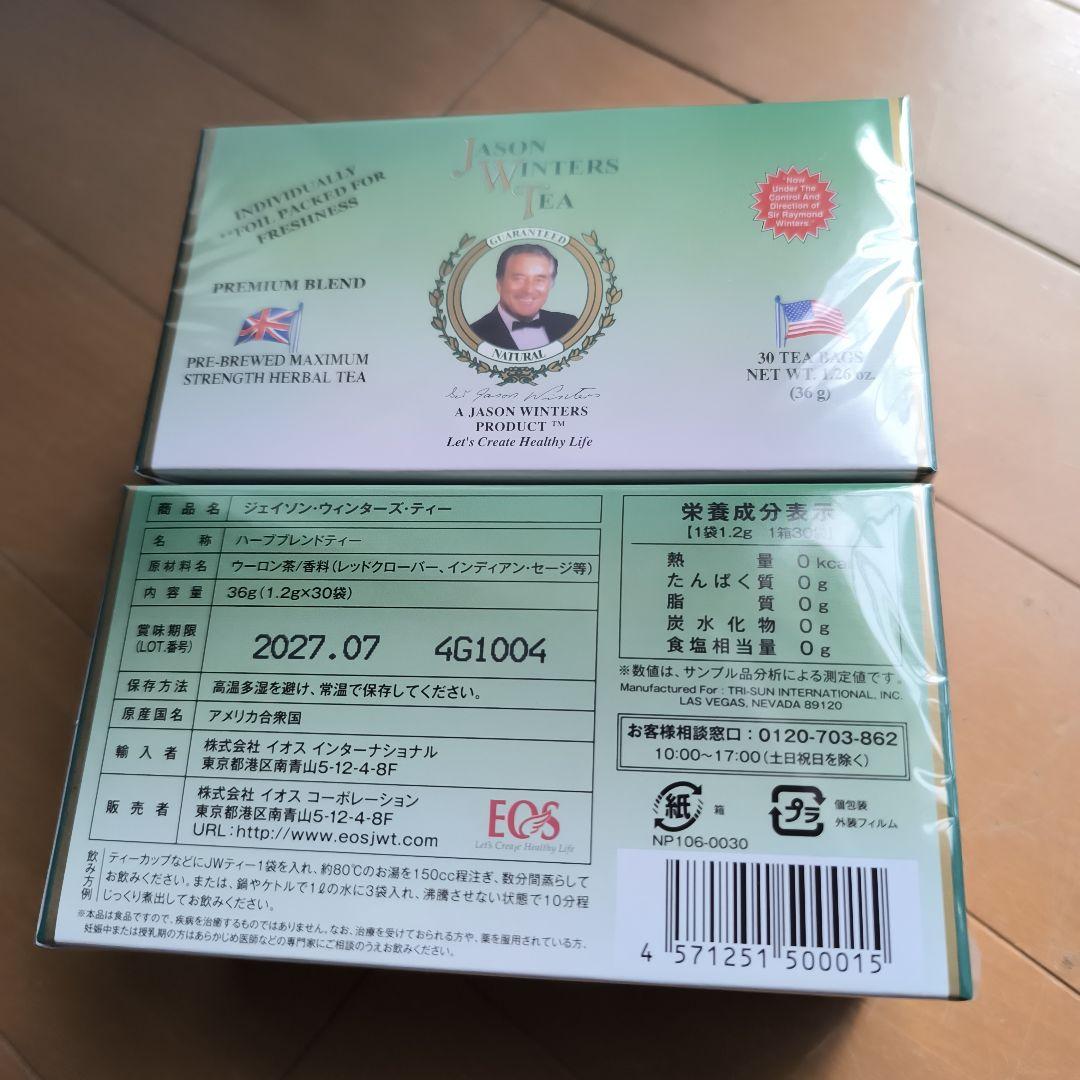 JASON
WINTERS
TEA
INDIVIDUALLY
"FOIL PACKED FOR
FRESHNESS
PREMIUM BLEND
PRE-BREWED MAXIMUM
STRENGTH HERBAL TEA
GUARANTEED
NATURAL
Sir Jason Winters
A JASON WINTERS
PRODUCT TM
Let's Create Healthy Life
Now
Under The
Control And
Direction of
Sir Raymond
Winters.
30 TEA BAGS
NET WT. 1.26 oz.
(36 g)
商品名 ジェイソン・ウィンターズ・ティー
名称 ハーブブレンドティー
原材料名 ウーロン茶/香料(レッドクローバー、インディアン・セージ等)
内容量 36g(1.2g×30袋)
賞味期限
(LOT.番号) 2027.07 4G1004
保存方法 高温多湿を避け、常温で保存してください。
原産国名 アメリカ合衆国
輸入者 株式会社 イオス インターナショナル
東京都港区南青山5-12-4-8F
販売者 株式会社 イオス コーポレーション
東京都港区南青山5-12-4-8F
URL:http://www.eosjwt.com
EOS
Let's Create Healthy Life
飲み方例
ティーカップなどにJWティー1袋を入れ、約80℃のお湯を150cc程注ぎ、数分間蒸らして
お飲みください。または、鍋やケトルで1ℓの水に3袋入れ、沸騰させない状態で10分程
じっくり煮出してお飲みください。
※本品は食品ですので、疾病を治癒するものではありません。なお、治療を受けておられる方や、薬を服用されている方、
妊娠中または授乳期の方はあらかじめ医師などの専門家にご相談のうえお飲みください。
栄養成分表示
【1袋1.2g 1箱30袋】
熱量 0kcal
たんぱく質 0g
脂質 0g
炭水化物 0g
食塩相当量 0g
※数値は、サンプル品分析による測定値です。
Manufactured For : TRI-SUN INTERNATIONAL, INC.
LAS VEGAS, NEVADA 89120
お客様相談窓口:0120-703-862
10:00~17:00(土日祝日を除く)
紙 箱
プラ 個包装
外装フィルム
NP106-0030
4 571251 500015